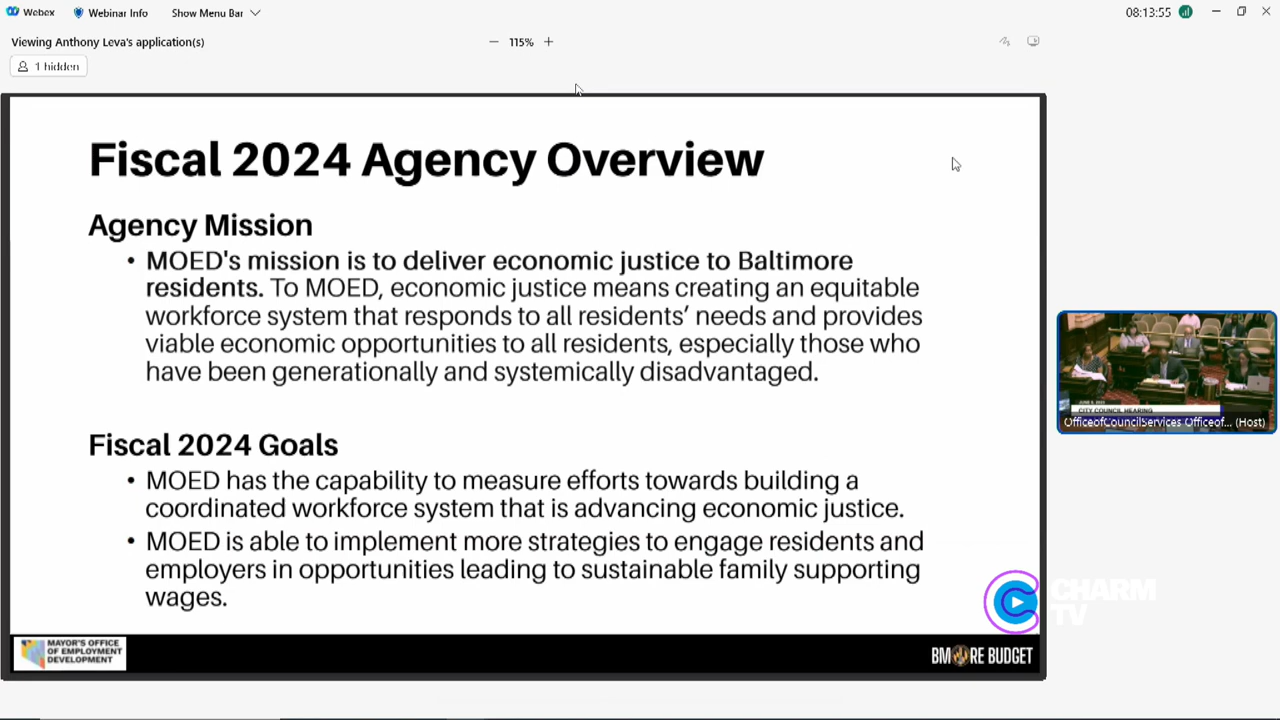 Webex
Webinar Info
Show Menu Bar
08:13:55
Viewing Anthony Leva's application(s)
115%
1 hidden
Fiscal 2024 Agency Overview
Agency Mission
• MOED's mission is to deliver economic justice to Baltimore
residents. To MOED, economic justice means creating an equitable
workforce system that responds to all residents’ needs and provides
viable economic opportunities to all residents, especially those who
have been generationally and systemically disadvantaged.
Fiscal 2024 Goals
• MOED has the capability to measure efforts towards building a
coordinated workforce system that is advancing economic justice.
• MOED is able to implement more strategies to engage residents and
employers in opportunities leading to sustainable family supporting
wages.
CITY COUNCIL HEARING
OfficeofCouncilServices Officeof... (Host)
CHARM
TV
MAYOR'S OFFICE
OF EMPLOYMENT
DEVELOPMENT
BMORE BUDGET